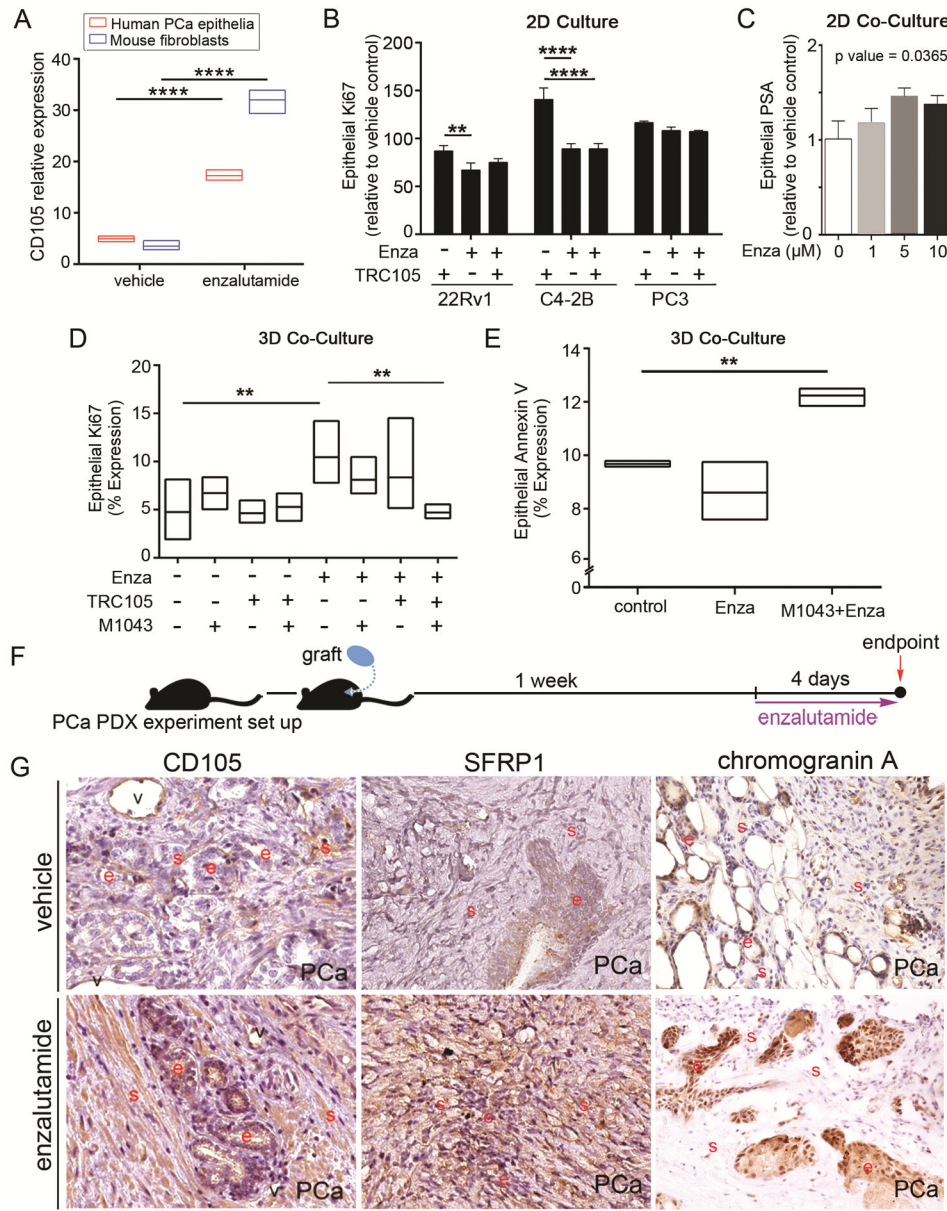 A
Human PCa epithelia
Mouse fibroblasts
CD105 relative expression
40
30
20
10
0
****
****
vehicle
enzalutamide
B
2D Culture
Epithelial Ki67
(relative to vehicle control)
200
150
100
50
0
**
****
****
Enza - + + - + + - + +
TRC105 + - + + - + + - +
22Rv1
C4-2B
PC3
C
2D Co-Culture
p value = 0.0365
Epithelial PSA
(relative to vehicle control)
2
1
0
Enza (µM) 0 1 5 10
D
3D Co-Culture
Epithelial Ki67
(% Expression)
20
15
10
5
0
**
**
Enza - - - - + + + +
TRC105 - - + + - - + +
M1043 - + - + - + - +
E
3D Co-Culture
Epithelial Annexin V
(% Expression)
14
12
10
8
6
0
**
control
Enza
M1043+Enza
F
graft
PCa PDX experiment set up
1 week
4 days
enzalutamide
endpoint
G
CD105
SFRP1
chromogranin A
vehicle
v
e
s
e
e
s
v
PCa
s
s
e
PCa
e
s
s
e
s
PCa
enzalutamide
v
e
s
s
e
v
PCa
s
e
s
e
PCa
s
e
s
s
e
PCa